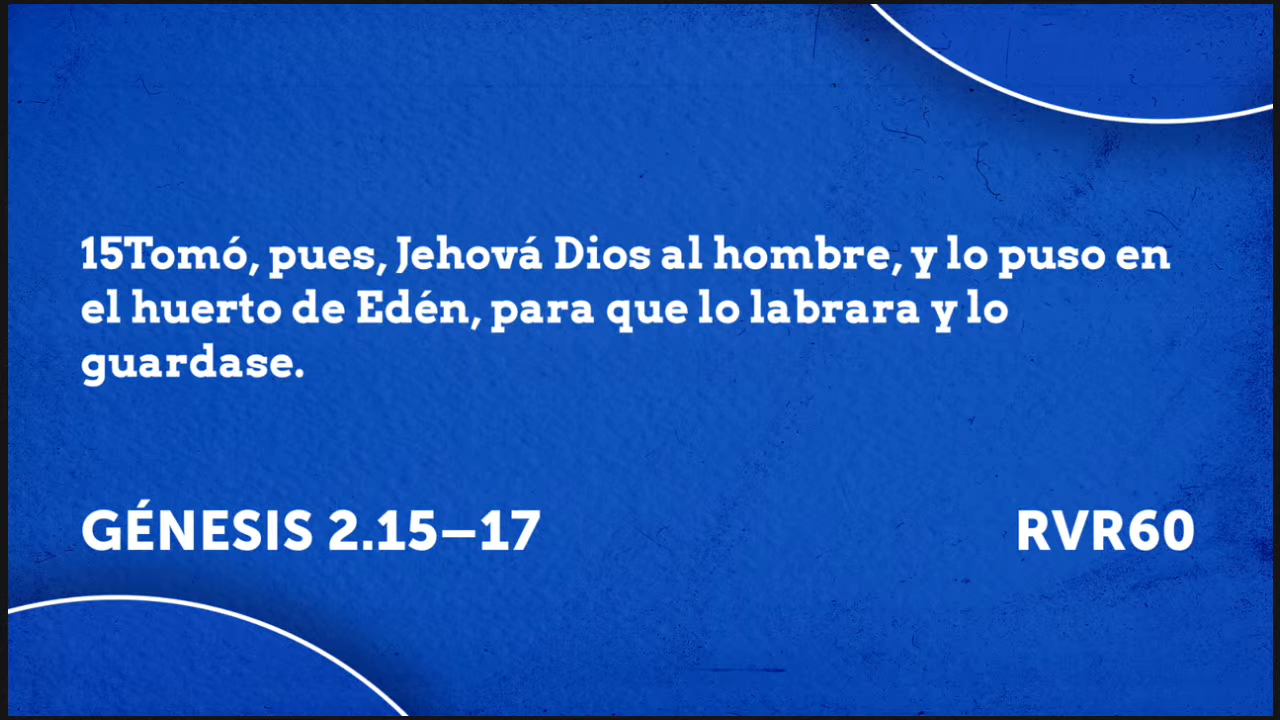 15Tomó, pues, Jehová Dios al hombre, y lo puso en
el huerto de Edén, para que lo labrara y lo
guardase.
GÉNESIS 2.15–17
RVR60